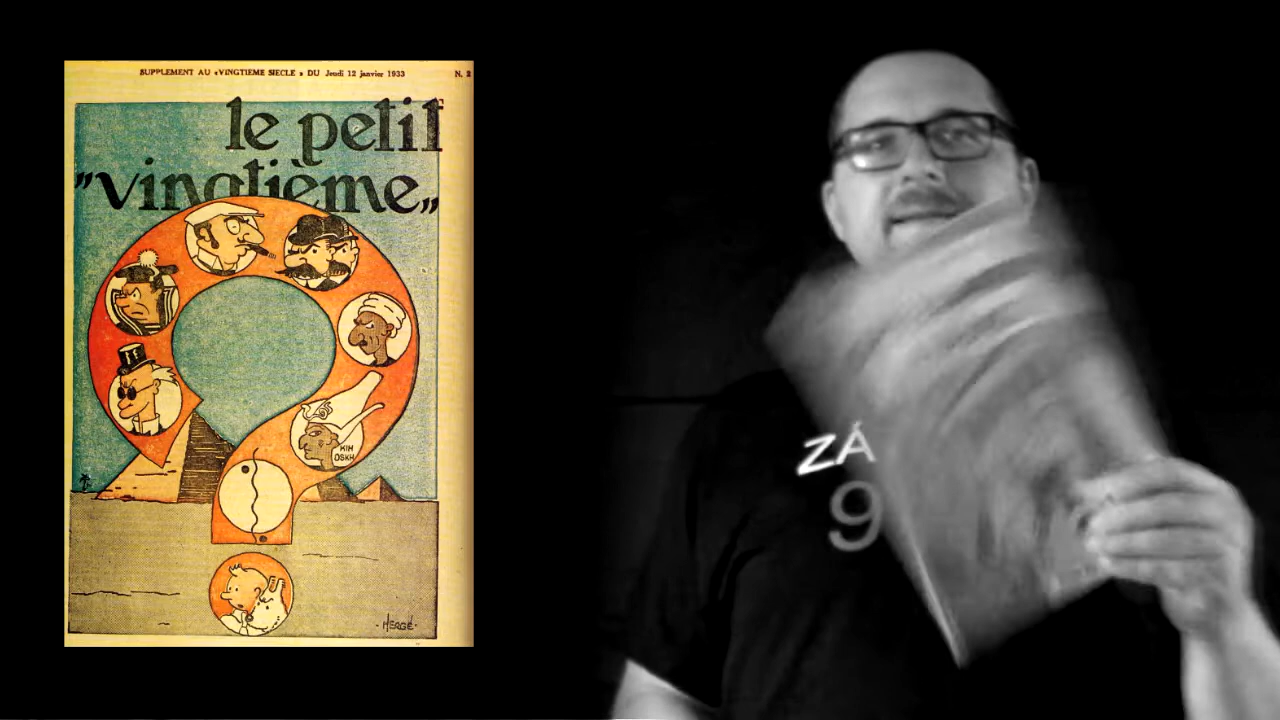 SUPPLEMENT AU «VINGTIEME SIECLE» DU Jeudi 12 janvier 1933 N. 2
le petit
"vingtième„
KIH
OSKH
-HERGÉ-
ZÁ
9